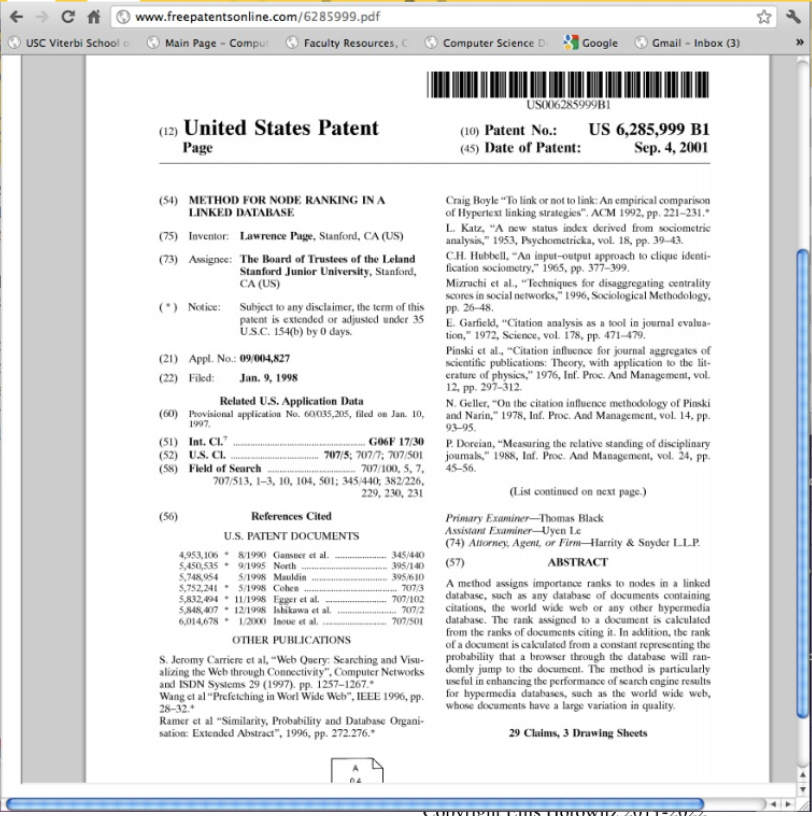 www.freepatentsonline.com/6285999.pdf
USC Viterbi School o
Main Page – Comput
Faculty Resources, C
Computer Science D
Google
Gmail – Inbox (3)
»
US006285999B1
(12) United States Patent
Page
(10) Patent No.: US 6,285,999 B1
(45) Date of Patent: Sep. 4, 2001
(54) METHOD FOR NODE RANKING IN A
LINKED DATABASE
(75) Inventor: Lawrence Page, Stanford, CA (US)
(73) Assignee: The Board of Trustees of the Leland
Stanford Junior University, Stanford,
CA (US)
( * ) Notice: Subject to any disclaimer, the term of this
patent is extended or adjusted under 35
U.S.C. 154(b) by 0 days.
(21) Appl. No.: 09/004,827
(22) Filed: Jan. 9, 1998
Related U.S. Application Data
(60) Provisional application No. 60/035,205, filed on Jan. 10,
1997.
(51) Int. Cl.7 ........................................ G06F 17/30
(52) U.S. Cl. .......................... 707/5; 707/7; 707/501
(58) Field of Search .......................... 707/100, 5, 7,
707/513, 1–3, 10, 104, 501; 345/440; 382/226,
229, 230, 231
(56) References Cited
U.S. PATENT DOCUMENTS
4,953,106 * 8/1990 Gansner et al. ................ 345/440
5,450,535 * 9/1995 North ............................ 395/140
5,748,954 5/1998 Mauldin ........................ 395/610
5,752,241 * 5/1998 Cohen ............................ 707/3
5,832,494 * 11/1998 Egger et al. .................... 707/102
5,848,407 * 12/1998 Ishikawa et al. ................ 707/2
6,014,678 * 1/2000 Inoue et al. .................... 707/501
OTHER PUBLICATIONS
S. Jeromy Carriere et al, “Web Query: Searching and Visu-
alizing the Web through Connectivity”, Computer Networks
and ISDN Systems 29 (1997). pp. 1257–1267.*
Wang et al “Prefetching in Worl Wide Web”, IEEE 1996, pp.
28–32.*
Ramer et al “Similarity, Probability and Database Organi-
sation: Extended Abstract”, 1996, pp. 272.276.*
Craig Boyle “To link or not to link: An empirical comparison
of Hypertext linking strategies”. ACM 1992, pp. 221–231.*
L. Katz, “A new status index derived from sociometric
analysis,” 1953, Psychometricka, vol. 18, pp. 39–43.
C.H. Hubbell, “An input–output approach to clique identi-
fication sociometry,” 1965, pp. 377–399.
Mizruchi et al., “Techniques for disaggregating centrality
scores in social networks,” 1996, Sociological Methodology,
pp. 26–48.
E. Garfield, “Citation analysis as a tool in journal evalua-
tion,” 1972, Science, vol. 178, pp. 471–479.
Pinski et al., “Citation influence for journal aggregates of
scientific publications: Theory, with application to the lit-
erature of physics,” 1976, Inf. Proc. And Management, vol.
12, pp. 297–312.
N. Geller, “On the citation influence methodology of Pinski
and Narin,” 1978, Inf. Proc. And Management, vol. 14, pp.
93–95.
P. Doreian, “Measuring the relative standing of disciplinary
journals,” 1988, Inf. Proc. And Management, vol. 24, pp.
45–56.
(List continued on next page.)
Primary Examiner—Thomas Black
Assistant Examiner—Uyen Le
(74) Attorney, Agent, or Firm—Harrity & Snyder L.L.P.
(57) ABSTRACT
A method assigns importance ranks to nodes in a linked
database, such as any database of documents containing
citations, the world wide web or any other hypermedia
database. The rank assigned to a document is calculated
from the ranks of documents citing it. In addition, the rank
of a document is calculated from a constant representing the
probability that a browser through the database will ran-
domly jump to the document. The method is particularly
useful in enhancing the performance of search engine results
for hypermedia databases, such as the world wide web,
whose documents have a large variation in quality.
29 Claims, 3 Drawing Sheets
A
Copyright Ellis Horowitz 2011-2022